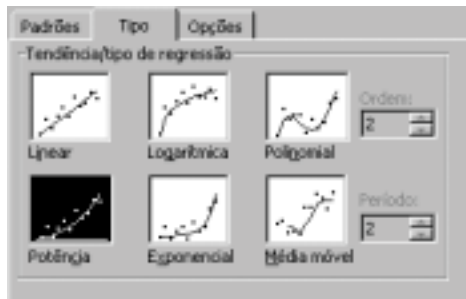 Padrões Tipo Opções
Tendência/tipo de regressão
Linear Logarítmica Polinomial Ordem: 2
Potência Exponencial Média móvel Período: 2